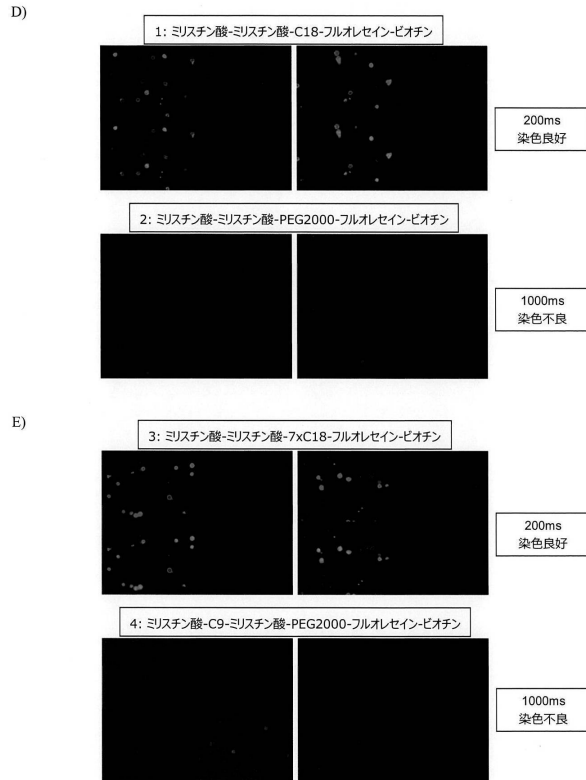 D)
1: ミリスチン酸-ミリスチン酸-C18-フルオレセイン-ビオチン
200ms
染色良好
2: ミリスチン酸-ミリスチン酸-PEG2000-フルオレセイン-ビオチン
1000ms
染色不良
E)
3: ミリスチン酸-ミリスチン酸-7xC18-フルオレセイン-ビオチン
200ms
染色良好
4: ミリスチン酸-C9-ミリスチン酸-PEG2000-フルオレセイン-ビオチン
1000ms
染色不良